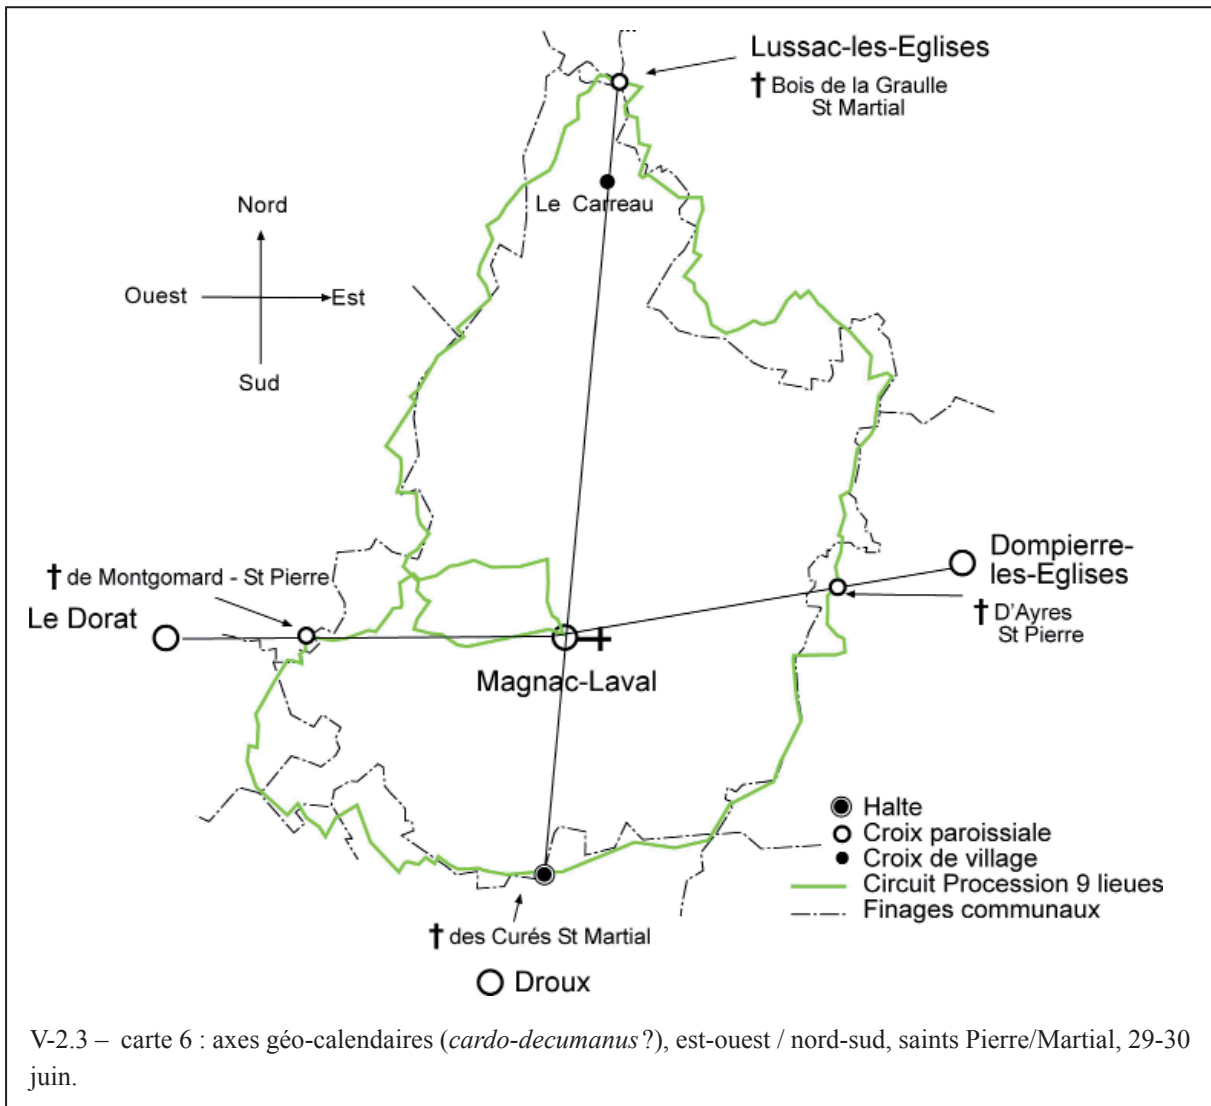 Lussac-les-Eglises
† Bois de la Graulle
St Martial
Le Carreau
Nord
Ouest
Est
Sud
† de Montgomard - St Pierre
Le Dorat
Dompierre-
les-Eglises
† D'Ayres
St Pierre
Magnac-Laval
Halte
Croix paroissiale
Croix de village
Circuit Procession 9 lieues
Finages communaux
† des Curés St Martial
Droux
V-2.3 – carte 6 : axes géo-calendaires (cardo-decumanus ?), est-ouest / nord-sud, saints Pierre/Martial, 29-30
juin.